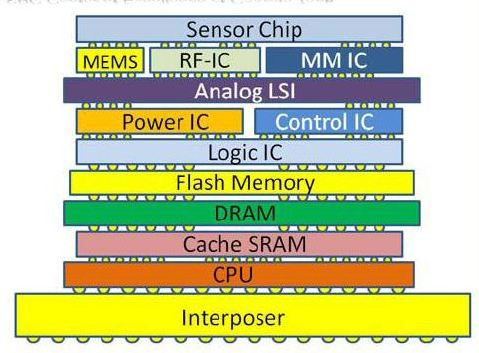 Sensor Chip
MEMS RF-IC MM IC
Analog LSI
Power IC Control IC
Logic IC
Flash Memory
DRAM
Cache SRAM
CPU
Interposer